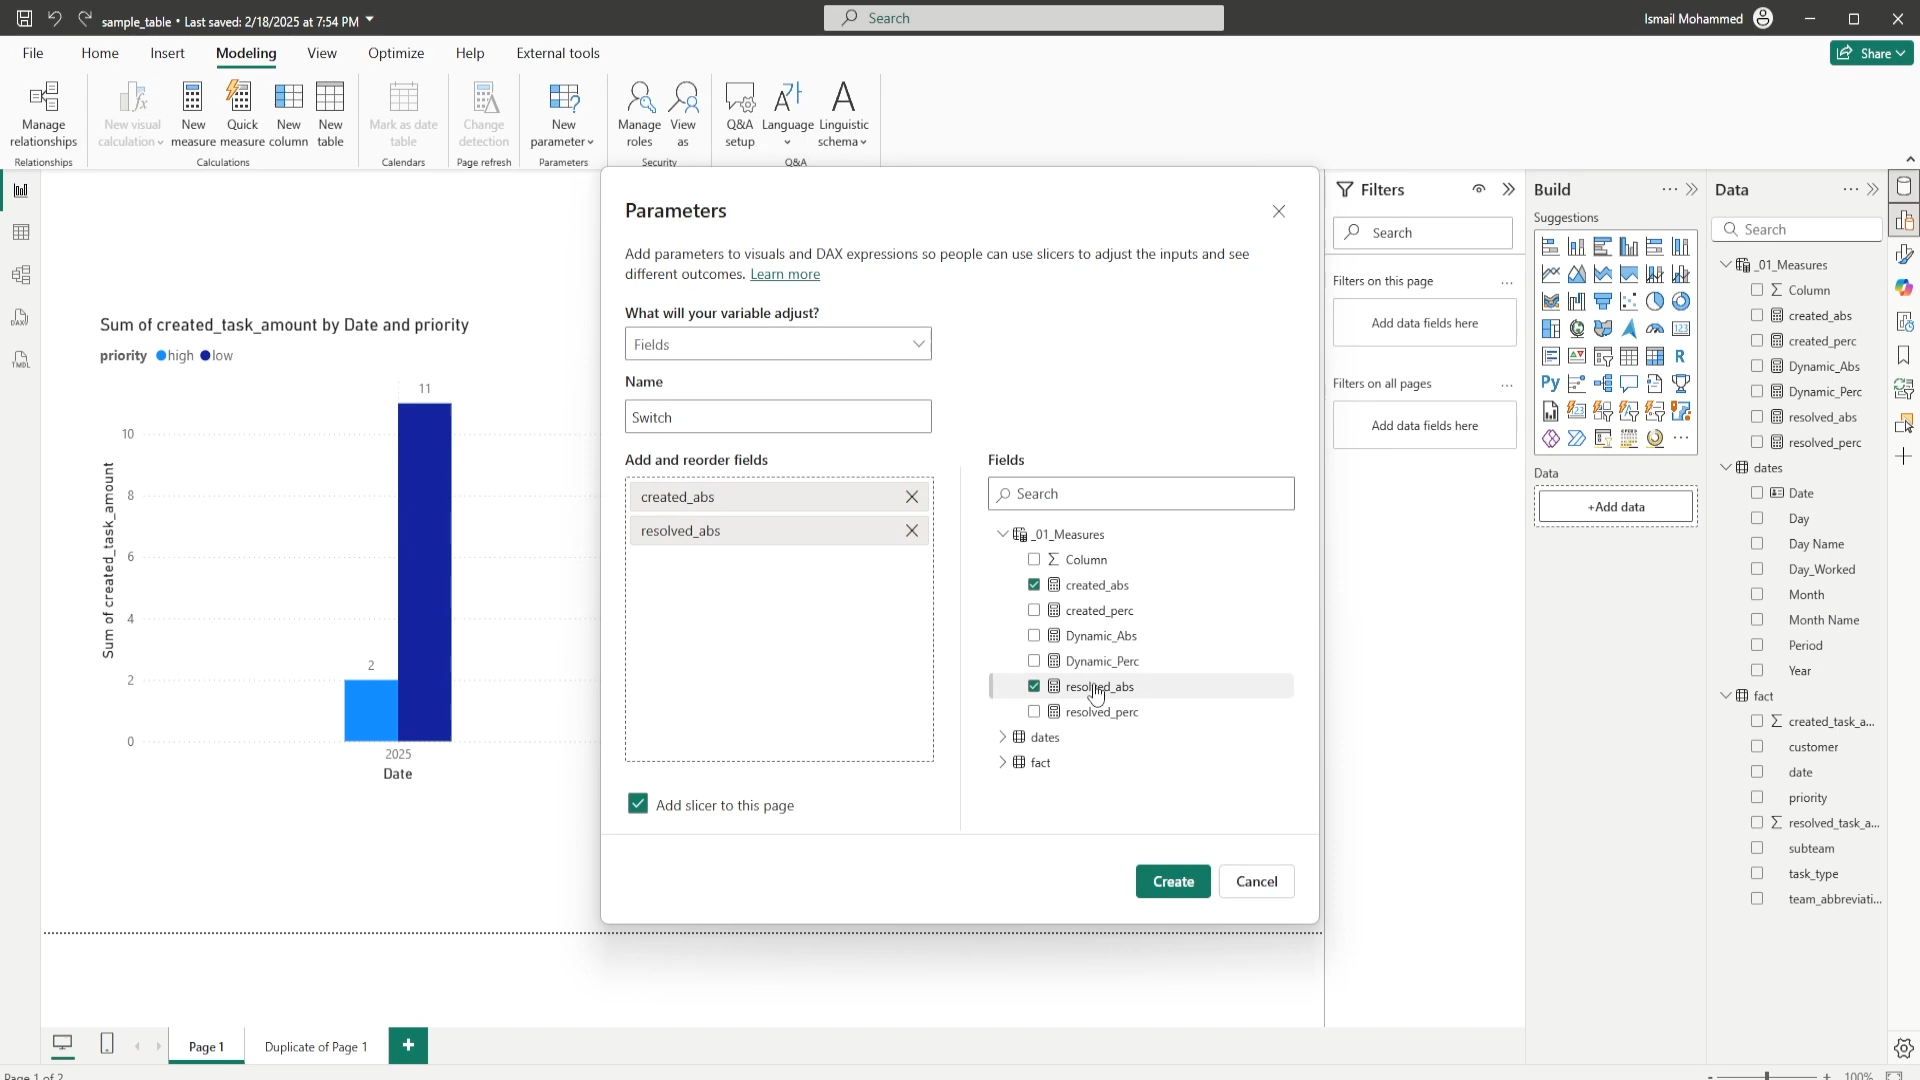 sample_table • Last saved: 2/18/2025 at 7:54 PM
Search
Ismail Mohammed
File
Home
Insert
Modeling
View
Optimize
Help
External tools
Share
Manage relationships
New visual calculation
New measure
Quick measure
New column
New table
Mark as date table
Change detection
New parameter
Manage roles
View as
Q&A setup
Language
Linguistic schema
Relationships
Calculations
Calendars
Page refresh
Parameters
Security
Q&A
Sum of created_task_amount by Date and priority
priority high low
Sum of created_task_amount
10
8
6
4
2
0
2
11
2025
Date
Parameters
Add parameters to visuals and DAX expressions so people can use slicers to adjust the inputs and see
different outcomes. Learn more
What will your variable adjust?
Fields
Name
Switch
Add and reorder fields
created_abs
resolved_abs
Add slicer to this page
Fields
Search
_01_Measures
Column
created_abs
created_perc
Dynamic_Abs
Dynamic_Perc
resolved_abs
resolved_perc
dates
fact
Create
Cancel
Filters
Search
Filters on this page
Add data fields here
Filters on all pages
Add data fields here
Build
Suggestions
R
Py
123
Data
+Add data
Data
Search
_01_Measures
Column
created_abs
created_perc
Dynamic_Abs
Dynamic_Perc
resolved_abs
resolved_perc
dates
Date
Day
Day Name
Day_Worked
Month
Month Name
Period
Year
fact
created_task_a...
customer
date
priority
resolved_task_a...
subteam
task_type
team_abbreviati...
DAX
TMDL
Page 1
Duplicate of Page 1
Page 1 of 2
100%